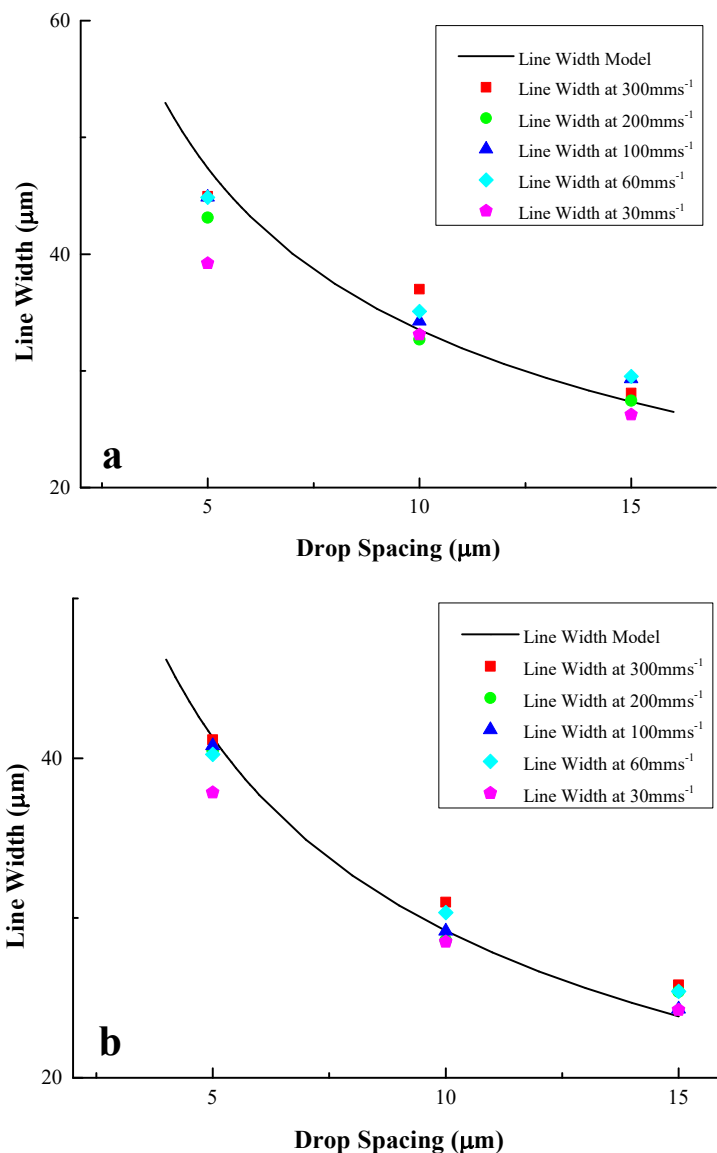 60
40
20
Line Width (μm)
Line Width Model
Line Width at 300mms⁻¹
Line Width at 200mms⁻¹
Line Width at 100mms⁻¹
Line Width at 60mms⁻¹
Line Width at 30mms⁻¹
a
5 10 15
Drop Spacing (μm)
40
20
Line Width (μm)
Line Width Model
Line Width at 300mms⁻¹
Line Width at 200mms⁻¹
Line Width at 100mms⁻¹
Line Width at 60mms⁻¹
Line Width at 30mms⁻¹
b
5 10 15
Drop Spacing (μm)